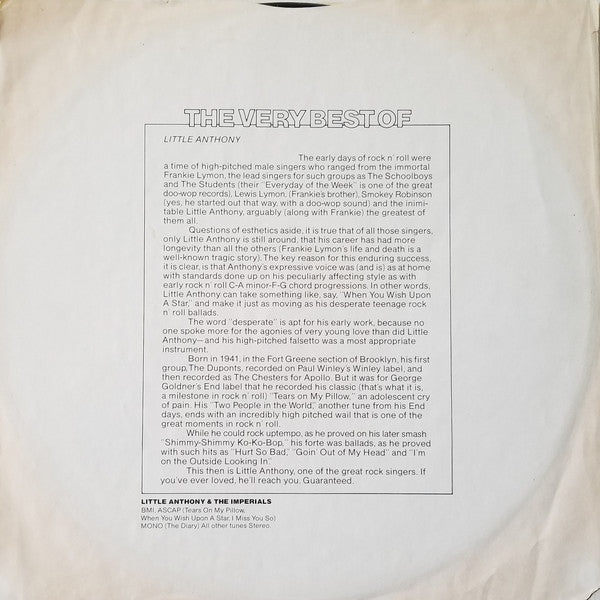 THE VERY BEST OF
LITTLE ANTHONY
The early days of rock n' roll were
a time of high-pitched male singers who ranged from the immortal
Frankie Lymon, the lead singers for such groups as The Schoolboys
and The Students (their "Everyday of the Week" is one of the great
doo-wop records), Lewis Lymon, (Frankie's brother), Smokey Robinson
(yes, he started out that way, with a doo-wop sound) and the inimi-
table Little Anthony, arguably (along with Frankie) the greatest of
them all.
Questions of esthetics aside, it is true that of all those singers,
only Little Anthony is still around, that his career has had more
longevity than all the others (Frankie Lymon's life and death is a
well-known tragic story). The key reason for this enduring success,
it is clear, is that Anthony's expressive voice was (and is) as at home
with standards done up on his peculiarly affecting style as with
early rock n' roll C-A minor-F-G chord progressions. In other words,
Little Anthony can take something like, say, "When You Wish Upon
A Star," and make it just as moving as his desperate teenage rock
n' roll ballads.
The word "desperate" is apt for his early work, because no
one spoke more for the agonies of very young love than did Little
Anthony—and his high-pitched falsetto was a most appropriate
instrument.
Born in 1941, in the Fort Greene section of Brooklyn, his first
group, The Duponts, recorded on Paul Winley's Winley label, and
then recorded as The Chesters for Apollo. But it was for George
Goldner's End label that he recorded his classic (that's what it is,
a milestone in rock n' roll) "Tears on My Pillow," an adolescent cry
of pain. His "Two People in the World," another tune from his End
days, ends with an incredibly high pitched wail that is one of the
great moments in rock n' roll.
While he could rock uptempo, as he proved on his later smash
"Shimmy-Shimmy Ko-Ko-Bop," his forte was ballads, as he proved
with such hits as "Hurt So Bad," "Goin' Out of My Head" and "I'm
on the Outside Looking In."
This then is Little Anthony, one of the great rock singers. If
you've ever loved, he'll reach you. Guaranteed.
LITTLE ANTHONY & THE IMPERIALS
BMI, ASCAP (Tears On My Pillow,
When You Wish Upon A Star, I Miss You So)
MONO (The Diary) All other tunes Stereo.